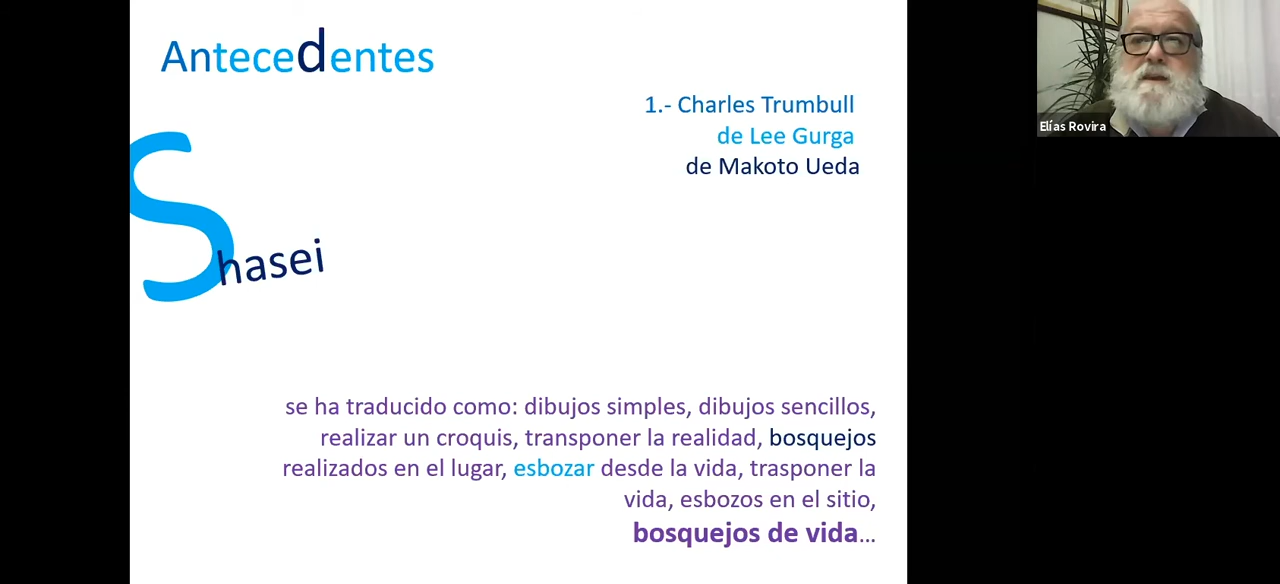 Antecedentes
1.- Charles Trumbull
de Lee Gurga
de Makoto Ueda
Elías Rovira
Shasei
se ha traducido como: dibujos simples, dibujos sencillos,
realizar un croquis, transponer la realidad, bosquejos
realizados en el lugar, esbozar desde la vida, trasponer la
vida, esbozos en el sitio,
bosquejos de vida...